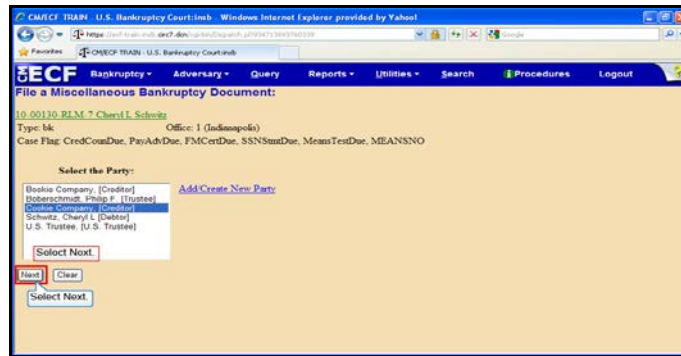 CM/ECF TRAIN - U.S. Bankruptcy Court:insb - Windows Internet Explorer provided by Yahoo!
Google
Favorites CM/ECF TRAIN - U.S. Bankruptcy Court:insb
ECF Bankruptcy Adversary Query Reports Utilities Search Procedures Logout
File a Miscellaneous Bankruptcy Document:
10-00130-RLM-7 Cheryl L Schwitz
Type: bk Office: 1 (Indianapolis)
Case Flag: CredCounDue, PayAdvDue, FMCertDue, SSNStmtDue, MeansTestDue, MEANSNO
Select the Party:
Bookie Company, [Creditor] Add/Create New Party
Boberschmidt, Philip F. [Trustee]
Cookie Company, [Creditor]
Schwitz, Cheryl L [Debtor]
U.S. Trustee, [U.S. Trustee]
Select Next.
Next Clear
Select Next.